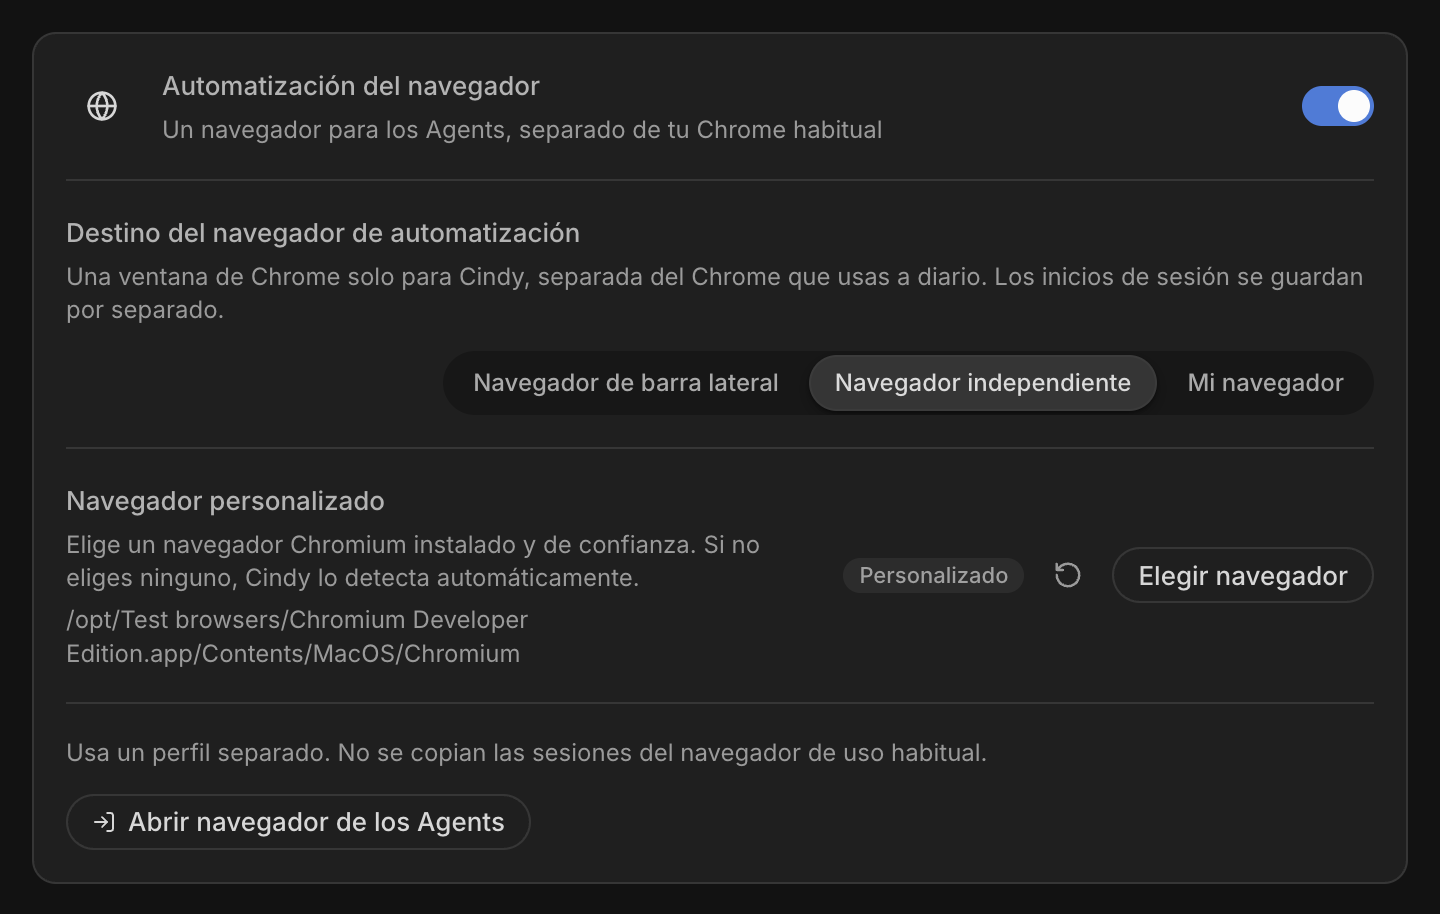 Automatización del navegador
Un navegador para los Agents, separado de tu Chrome habitual
Destino del navegador de automatización
Una ventana de Chrome solo para Cindy, separada del Chrome que usas a diario. Los inicios de sesión se guardan
por separado.
Navegador de barra lateral
Navegador independiente
Mi navegador
Navegador personalizado
Elige un navegador Chromium instalado y de confianza. Si no
eliges ninguno, Cindy lo detecta automáticamente.
/opt/Test browsers/Chromium Developer
Edition.app/Contents/MacOS/Chromium
Personalizado
Elegir navegador
Usa un perfil separado. No se copian las sesiones del navegador de uso habitual.
Abrir navegador de los Agents